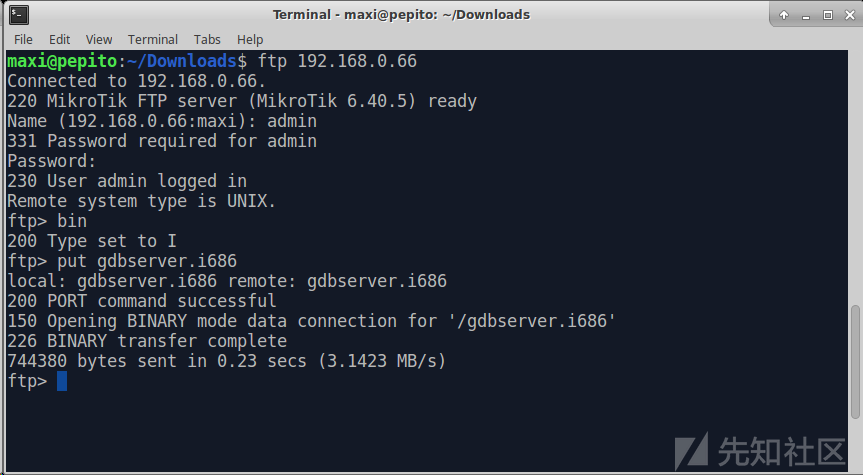 Terminal - maxi@pepito: ~/Downloads
File Edit View Terminal Tabs Help
maxi@pepito:~/Downloads$ ftp 192.168.0.66
Connected to 192.168.0.66.
220 MikroTik FTP server (MikroTik 6.40.5) ready
Name (192.168.0.66:maxi): admin
331 Password required for admin
Password:
230 User admin logged in
Remote system type is UNIX.
ftp> bin
200 Type set to I
ftp> put gdbserver.i686
local: gdbserver.i686 remote: gdbserver.i686
200 PORT command successful
150 Opening BINARY mode data connection for '/gdbserver.i686'
226 BINARY transfer complete
744380 bytes sent in 0.23 secs (3.1423 MB/s)
ftp>
先知社区